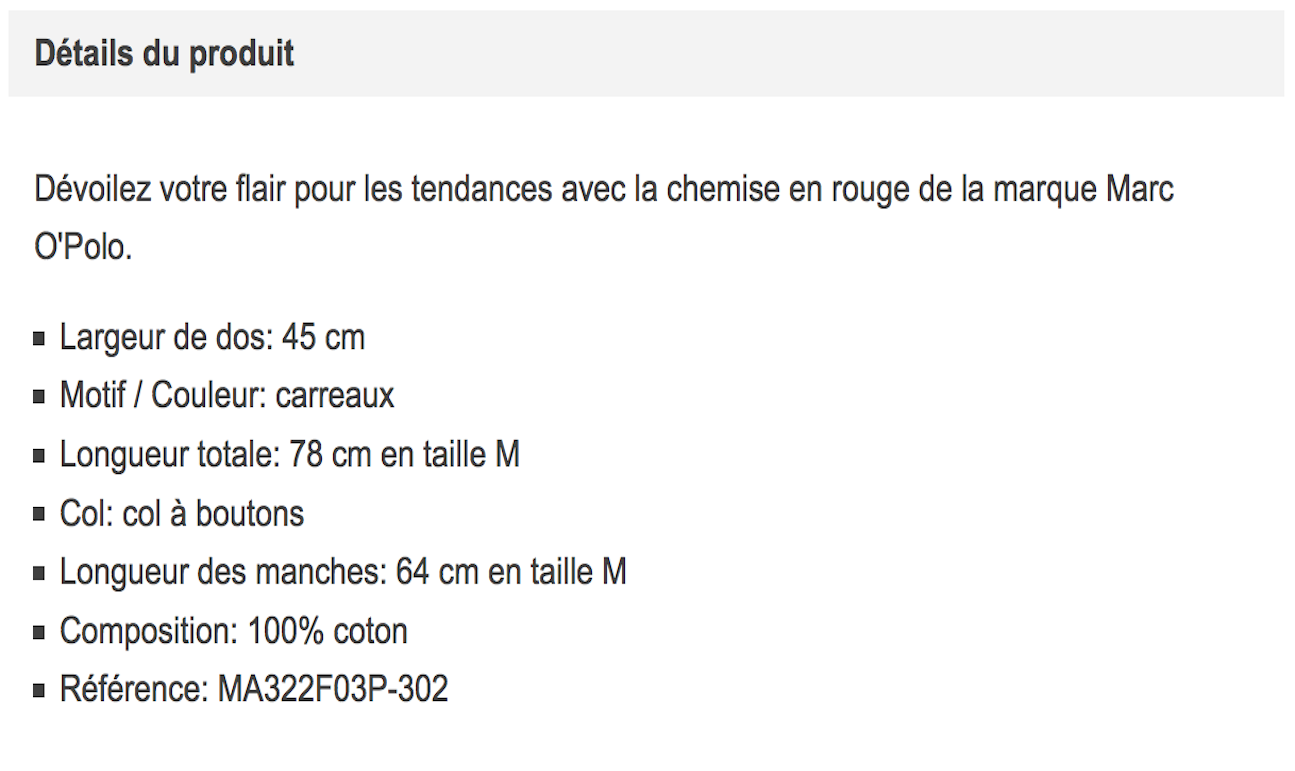 Détails du produit
Dévoilez votre flair pour les tendances avec la chemise en rouge de la marque Marc
O'Polo.
Largeur de dos: 45 cm
Motif / Couleur: carreaux
Longueur totale: 78 cm en taille M
Col: col à boutons
Longueur des manches: 64 cm en taille M
Composition: 100% coton
Référence: MA322F03P-302